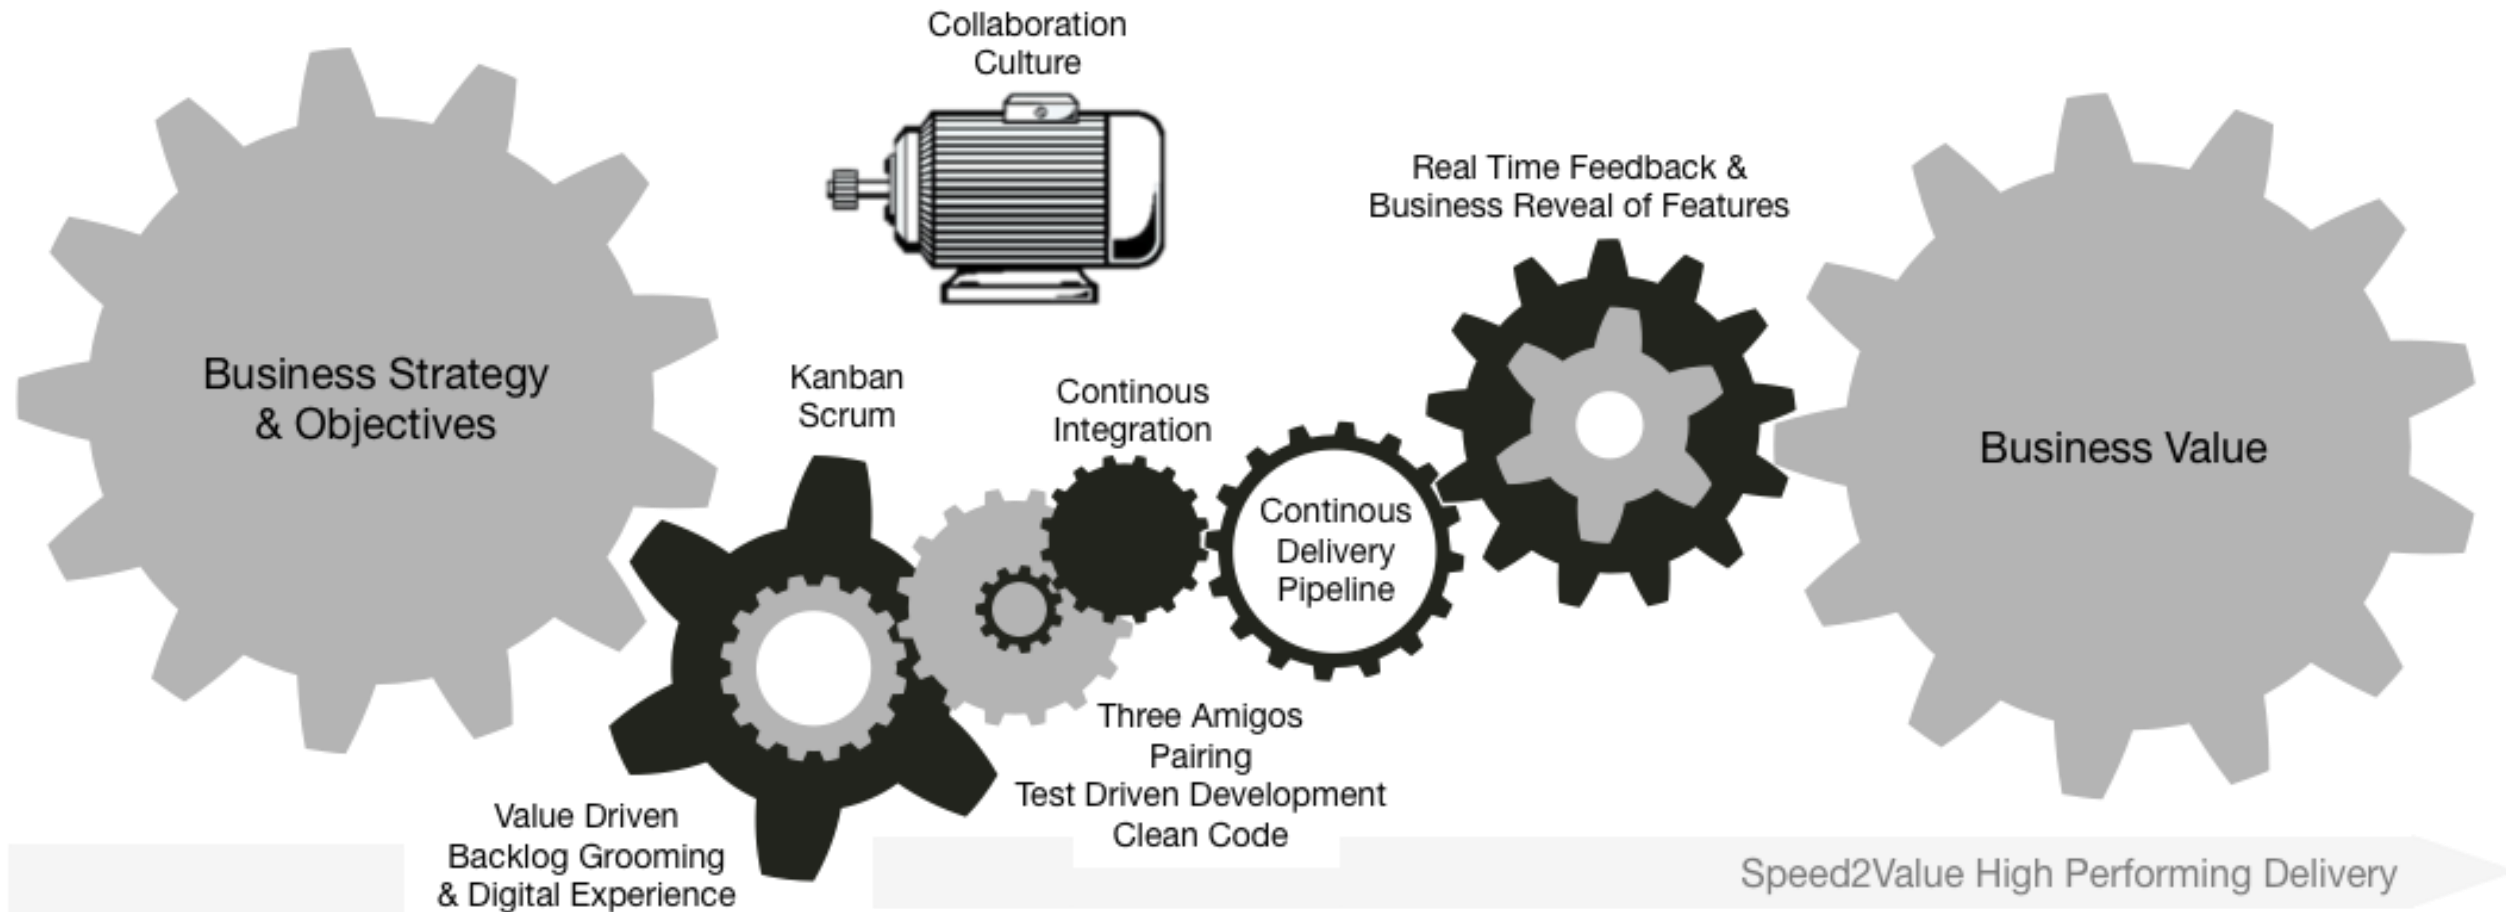 Collaboration
Culture
Real Time Feedback &
Business Reveal of Features
Business Strategy
& Objectives
Kanban
Scrum
Continous
Integration
Continous
Delivery
Pipeline
Business Value
Three Amigos
Pairing
Test Driven Development
Clean Code
Value Driven
Backlog Grooming
& Digital Experience
Speed2Value High Performing Delivery